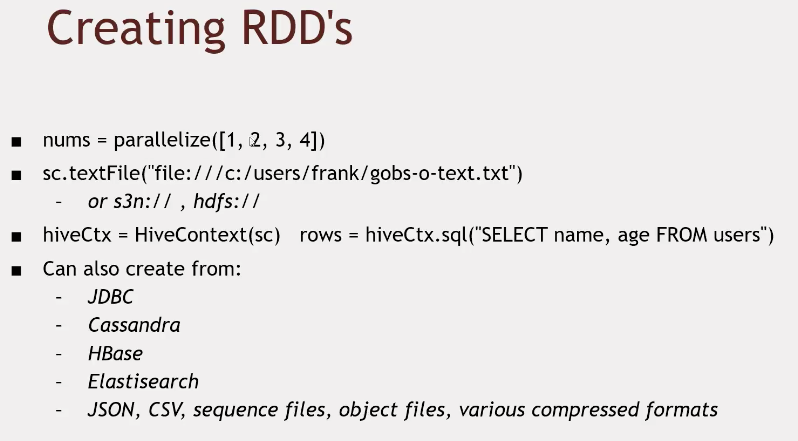 Creating RDD's
■ nums = parallelize([1, 2, 3, 4])
■ sc.textFile("file:///c:/users/frank/gobs-o-text.txt")
- or s3n:// , hdfs://
■ hiveCtx = HiveContext(sc) rows = hiveCtx.sql("SELECT name, age FROM users")
■ Can also create from:
- JDBC
- Cassandra
- HBase
- Elastisearch
- JSON, CSV, sequence files, object files, various compressed formats